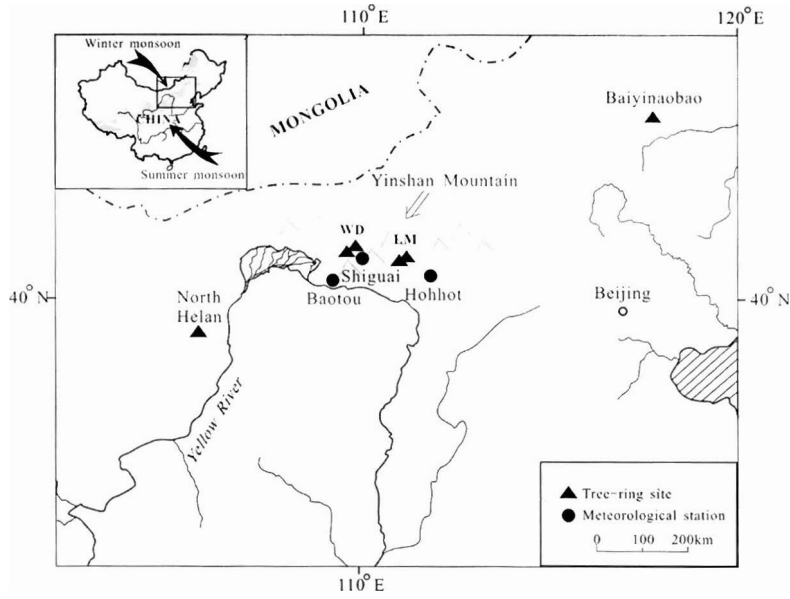 110°E
120°E
Winter monsoon
CHINA
Summer monsoon
MONGOLIA
Baiyinaobao
Yinshan Mountain
WD
LM
Shiguai
40°N
North
Helan
Baotou
Hohhot
Beijing
40°N
Yellow River
Tree-ring site
Meteorological station
0 100 200km
110°E